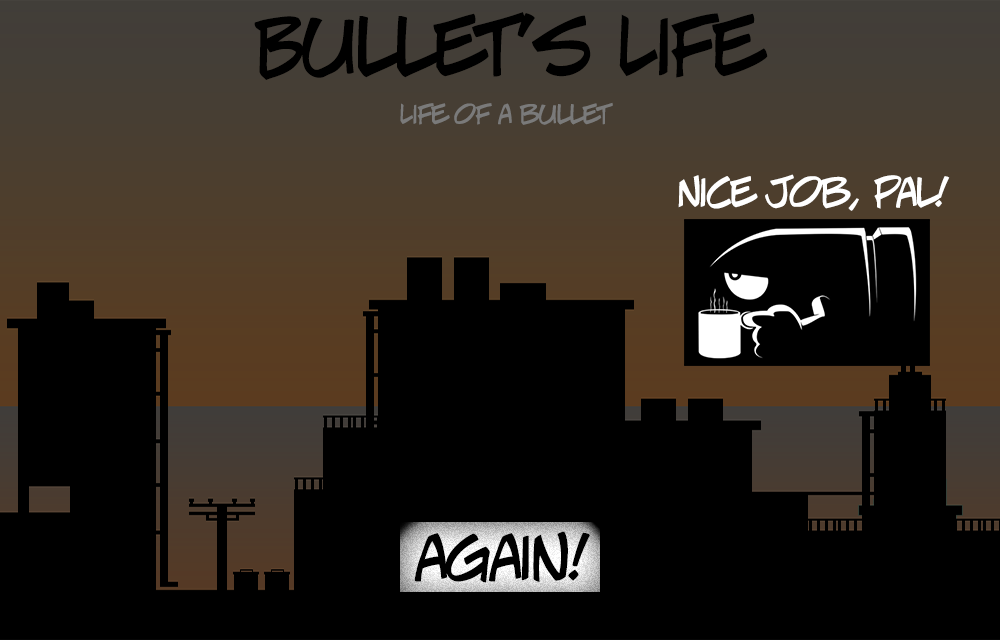 BULLET'S LIFE
LIFE OF A BULLET
NICE JOB, PAL!
AGAIN!